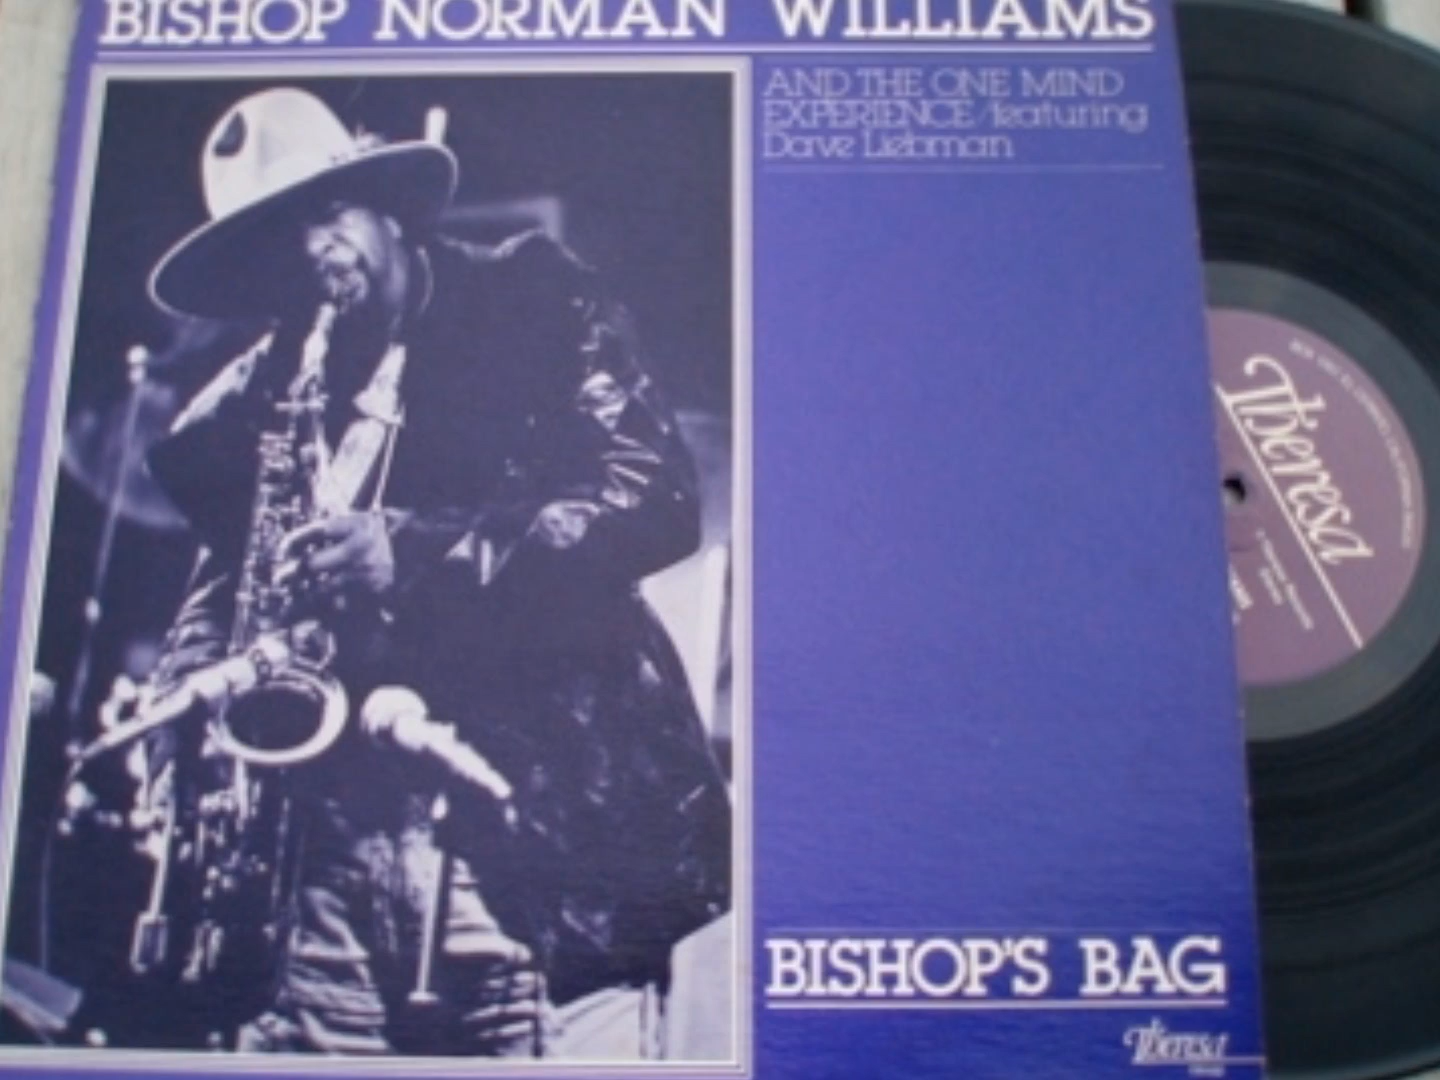 BISHOP NORMAN WILLIAMS
AND THE ONE MIND
EXPERIENCE/featuring
Dave Liebman
BISHOP'S BAG
Theresa
Theresa